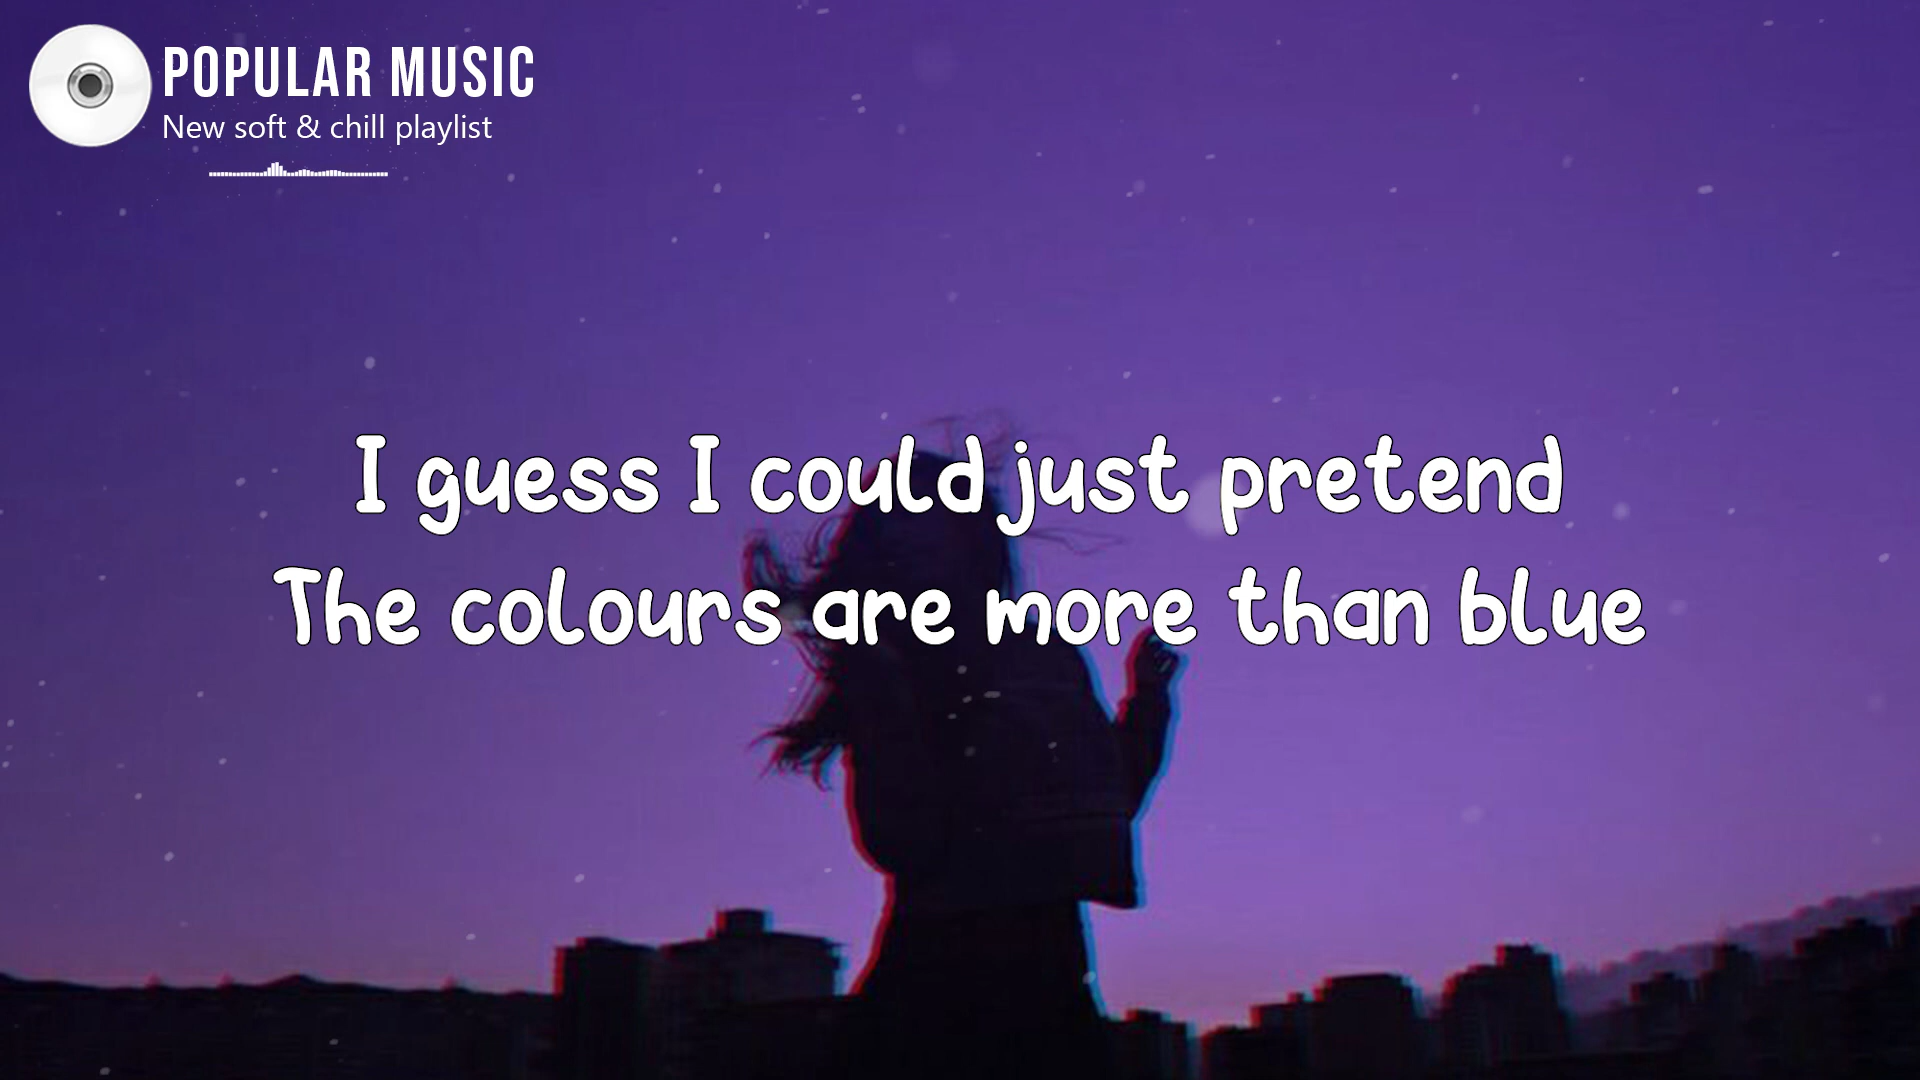 POPULAR MUSIC
New soft & chill playlist
I guess I could just pretend
The colours are more than blue